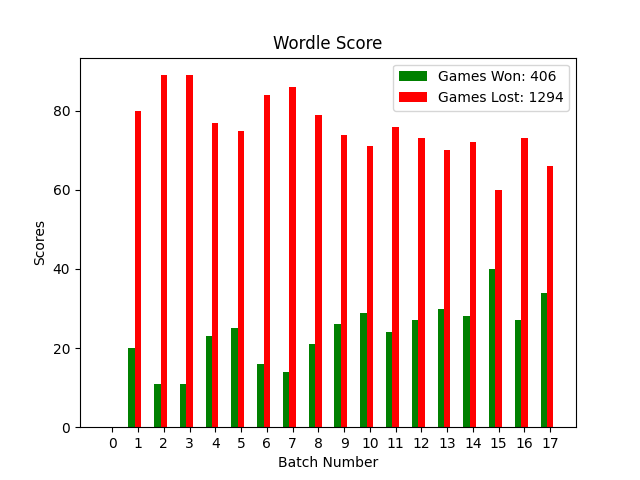 Wordle Score
Games Won: 406
Games Lost: 1294
80
60
40
20
0
Scores
0 1 2 3 4 5 6 7 8 9 10 11 12 13 14 15 16 17
Batch Number